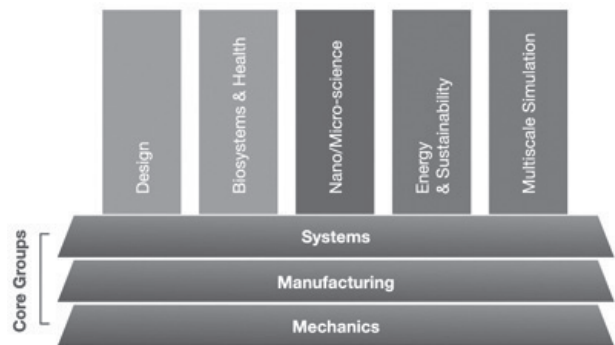 Design
Biosystems & Health
Nano/Micro-science
Energy
& Sustainability
Multiscale Simulation
Core Groups
Systems
Manufacturing
Mechanics